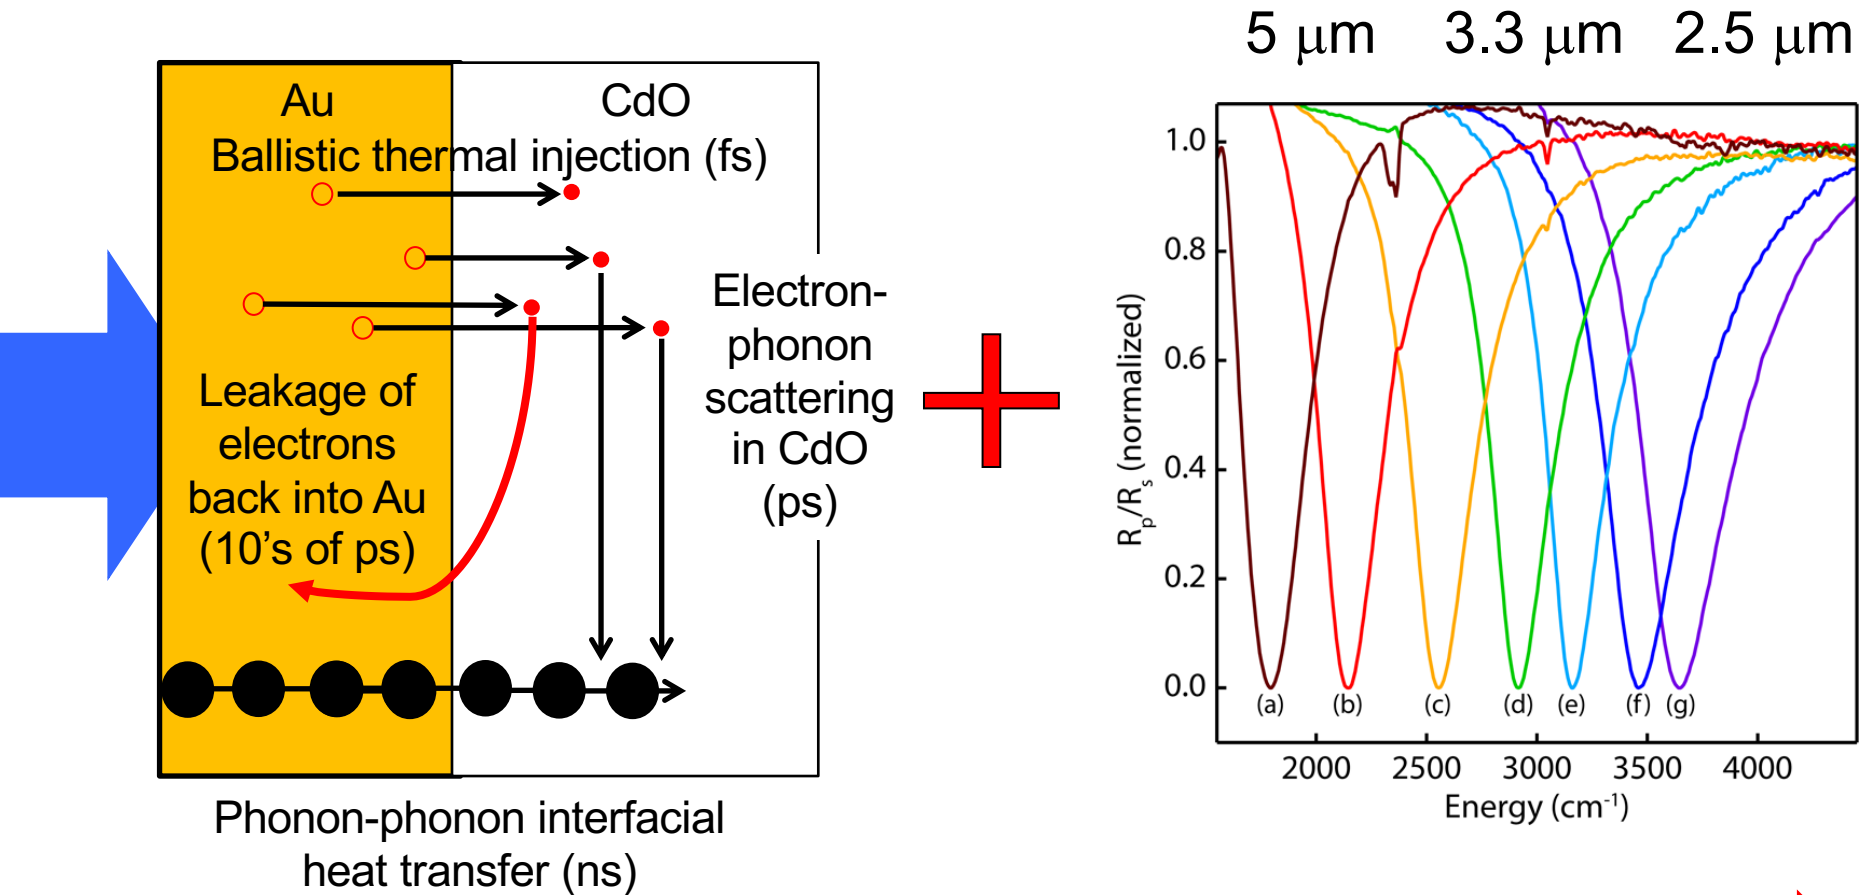 Au
CdO
Ballistic thermal injection (fs)
Leakage of
electrons
back into Au
(10's of ps)
Electron-
phonon
scattering
in CdO
(ps)
Phonon-phonon interfacial
heat transfer (ns)
5 μm 3.3 μm 2.5 μm
Rp/Rs (normalized)
1.0
0.8
0.6
0.4
0.2
0.0
(a) (b) (c) (d) (e) (f) (g)
2000 2500 3000 3500 4000
Energy (cm-1)